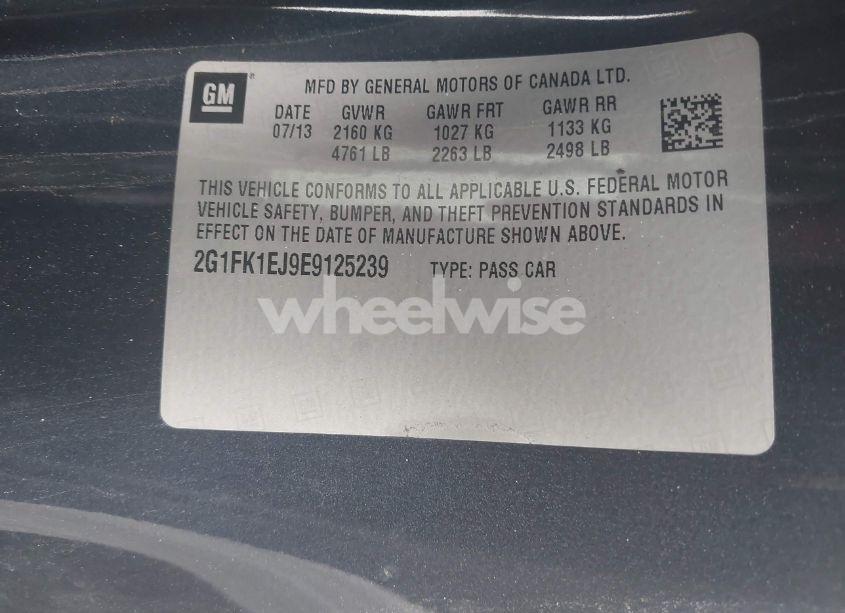 GM
MFD BY GENERAL MOTORS OF CANADA LTD.
DATE GVWR GAWR FRT GAWR RR
07/13 2160 KG 1027 KG 1133 KG
4761 LB 2263 LB 2498 LB
THIS VEHICLE CONFORMS TO ALL APPLICABLE U.S. FEDERAL MOTOR
VEHICLE SAFETY, BUMPER, AND THEFT PREVENTION STANDARDS IN
EFFECT ON THE DATE OF MANUFACTURE SHOWN ABOVE.
2G1FK1EJ9E9125239 TYPE: PASS CAR
wheelwise